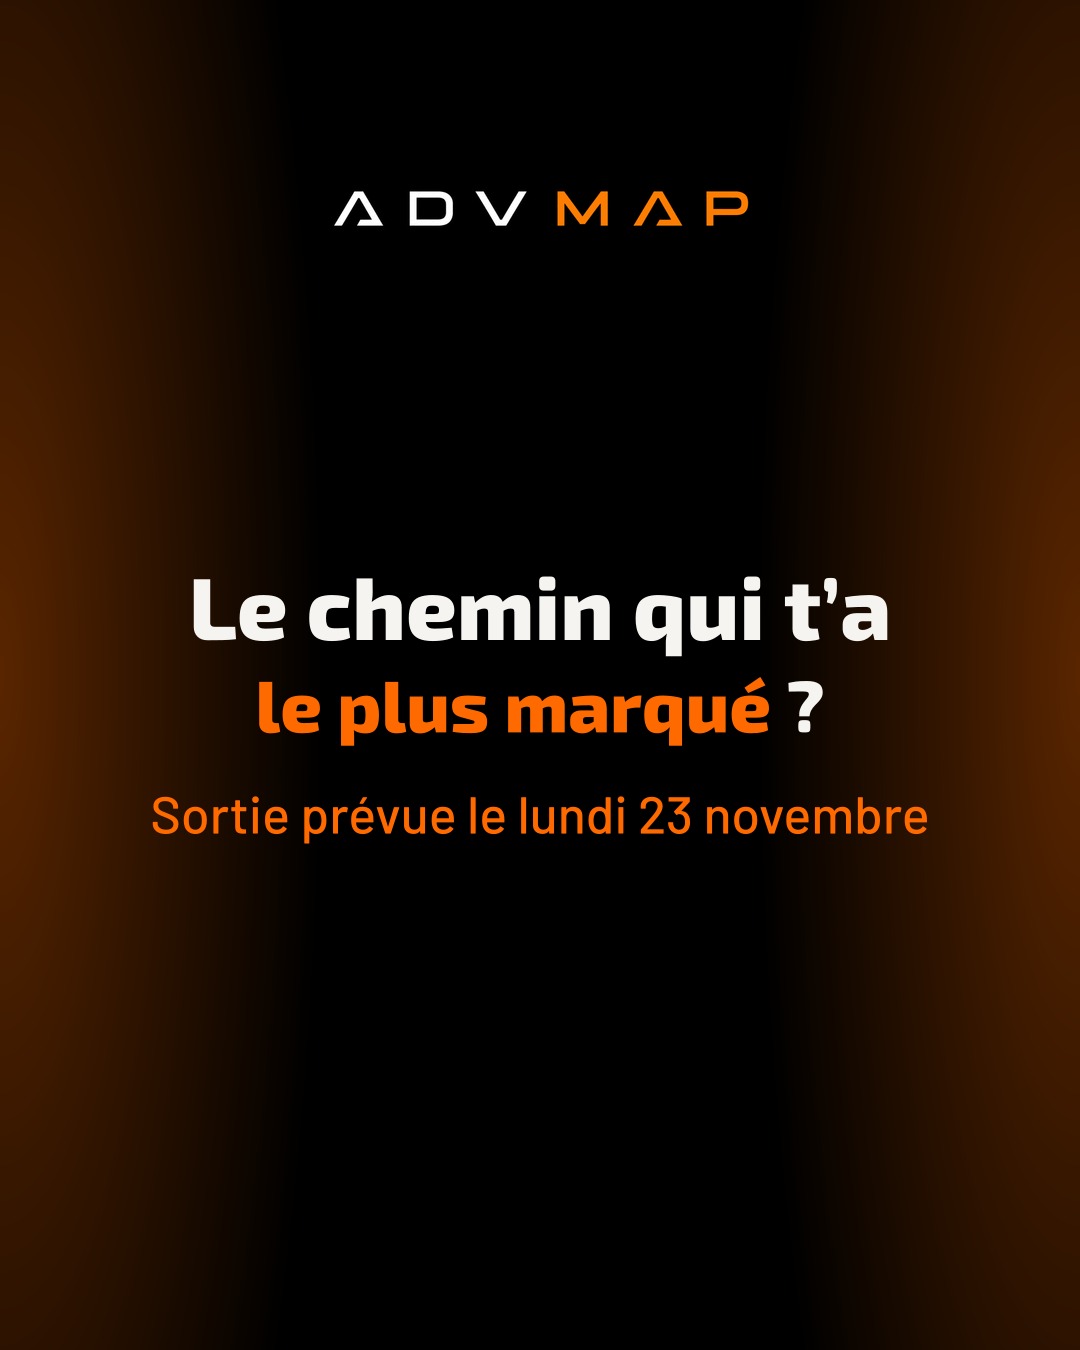 ADVMAP
Le chemin qui t’a
le plus marqué ?
Sortie prévue le lundi 23 novembre